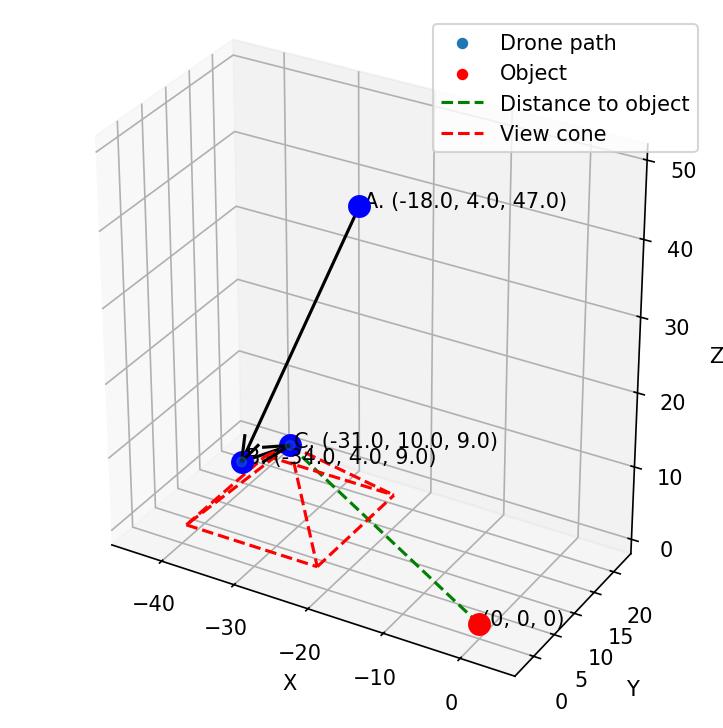 Drone path
Object
Distance to object
View cone
A. (-18.0, 4.0, 47.0)
C. (-31.0, 10.0, 9.0)
B. (-34.0, 4.0, 9.0)
(0, 0, 0)
50
40
30
20
10
0
Z
−40
−30
−20
−10
0
X
0
5
10
15
20
Y